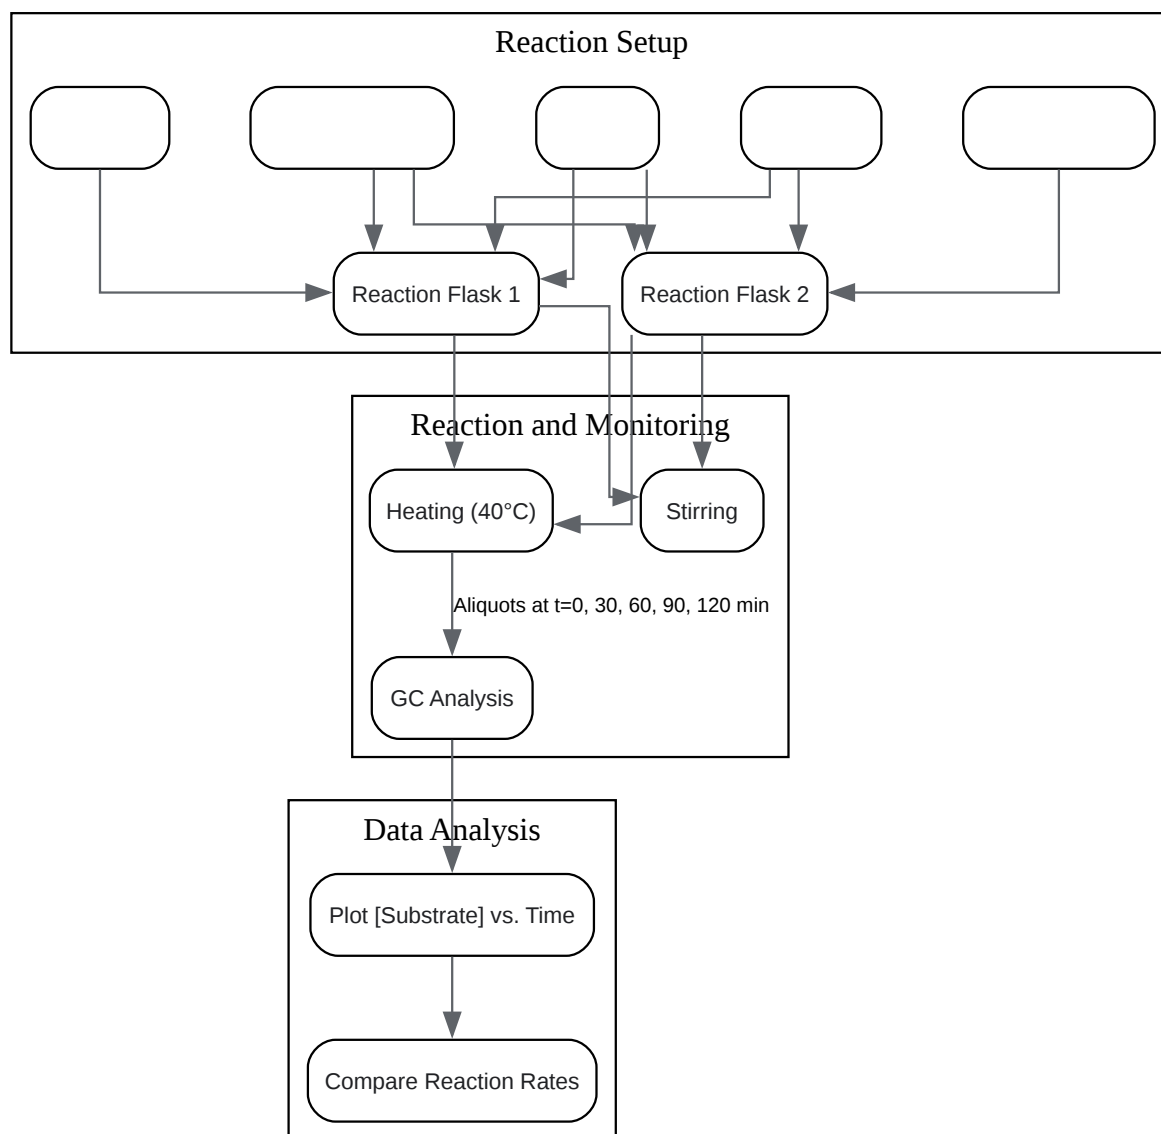 Reaction Setup
Reaction Flask 1
Reaction Flask 2
Reaction and Monitoring
Heating (40°C)
Stirring
Aliquots at t=0, 30, 60, 90, 120 min
GC Analysis
Data Analysis
Plot [Substrate] vs. Time
Compare Reaction Rates